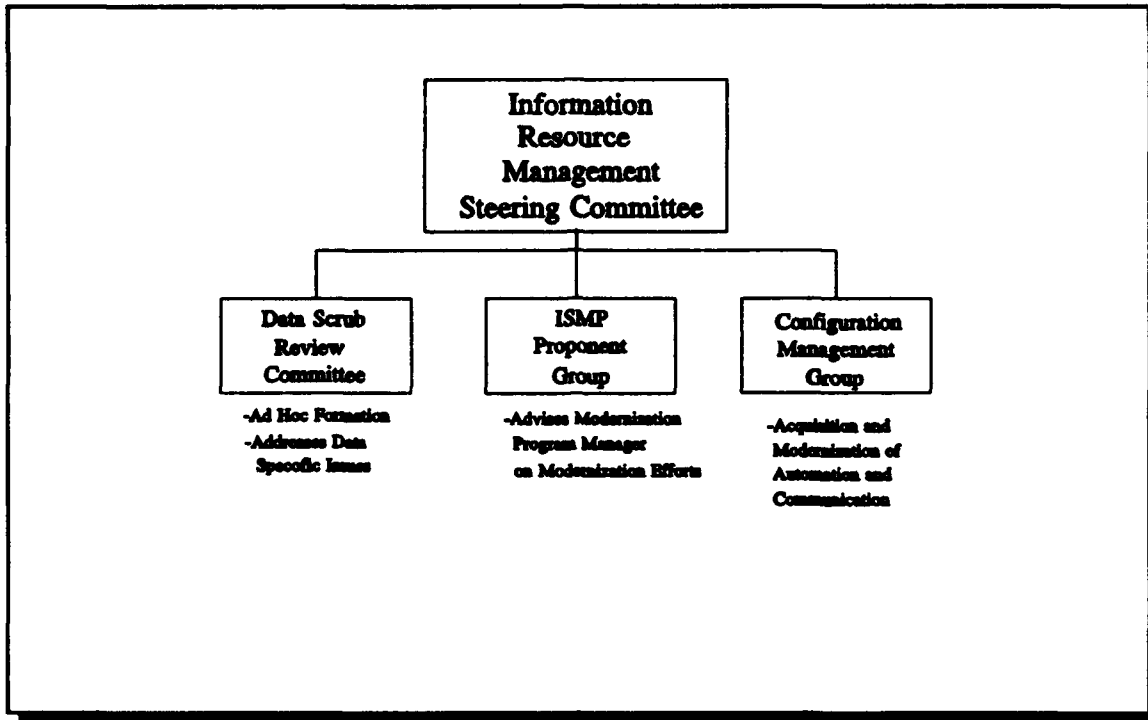 Information
Resource
Management
Steering Committee
Data Scrub
Review
Committee
-Ad Hoc Formation
-Addresses Data
Specofic Issues
ISMP
Proponent
Group
-Advises Modernization
Program Manager
on Modernization Efforts
Configuration
Management
Group
-Acquisition and
Modernization of
Automation and
Communication